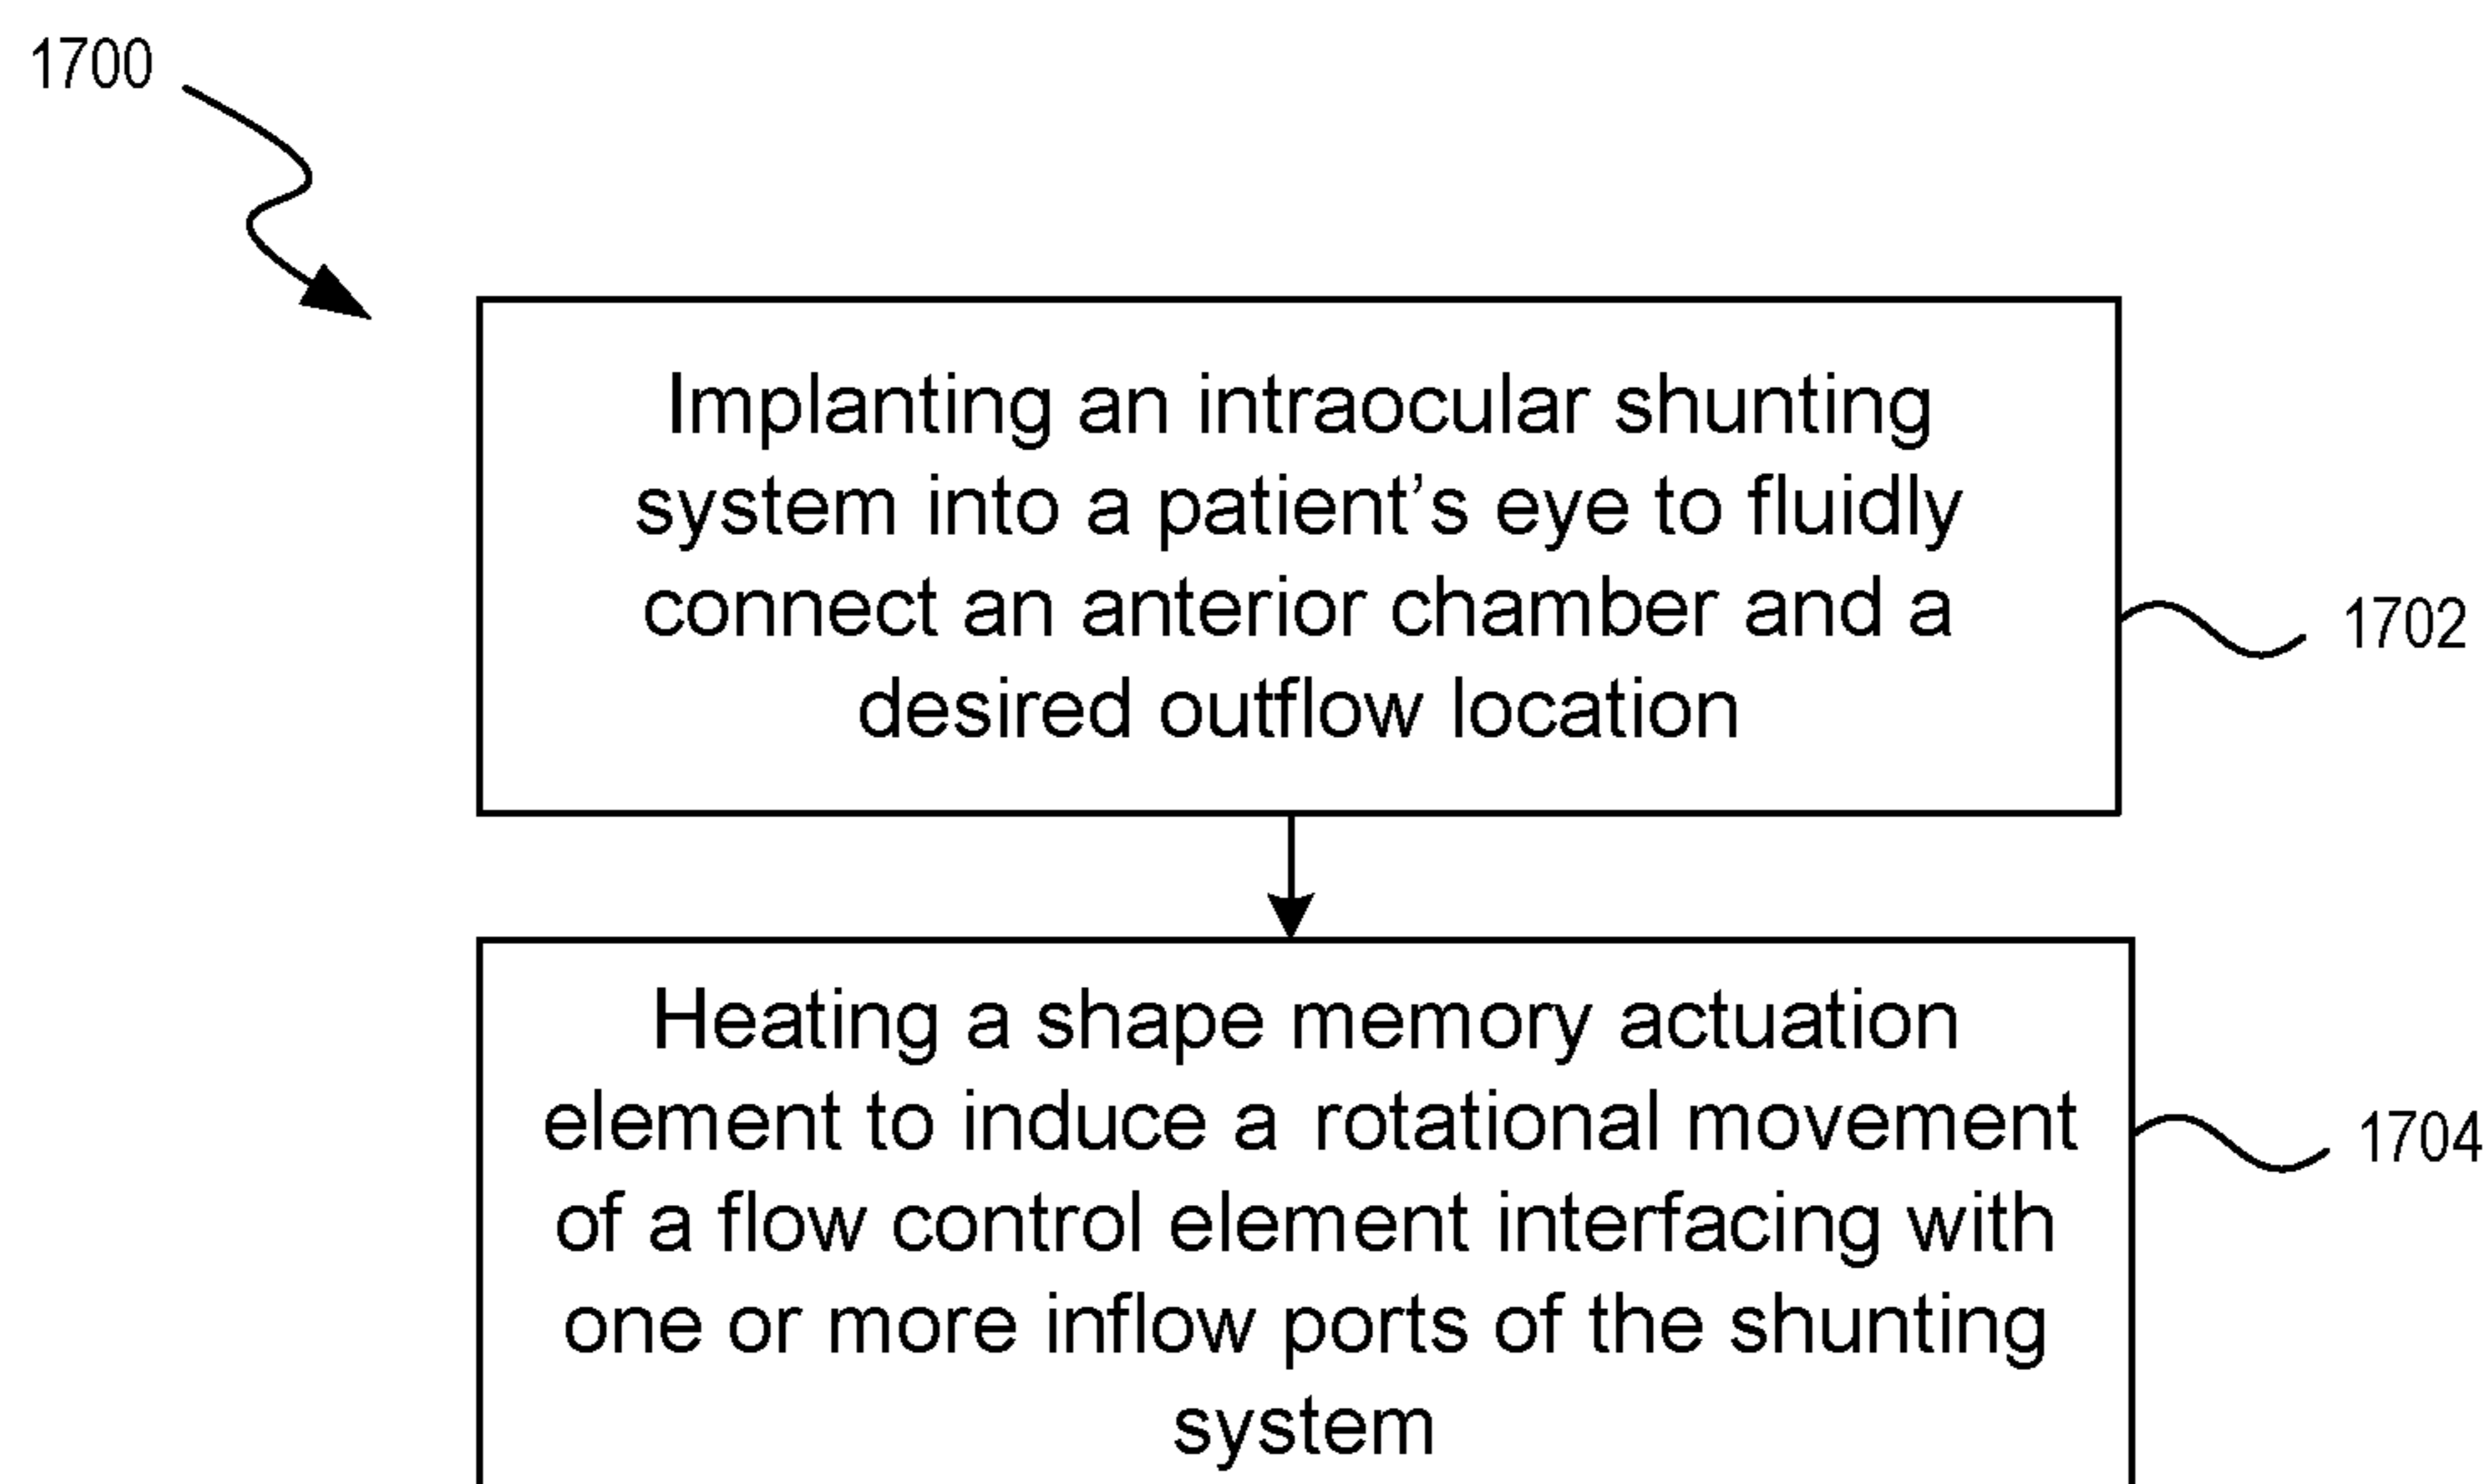 1700
Implanting an intraocular shunting
system into a patient’s eye to fluidly
connect an anterior chamber and a
desired outflow location
1702
Heating a shape memory actuation
element to induce a rotational movement
of a flow control element interfacing with
one or more inflow ports of the shunting
system
1704